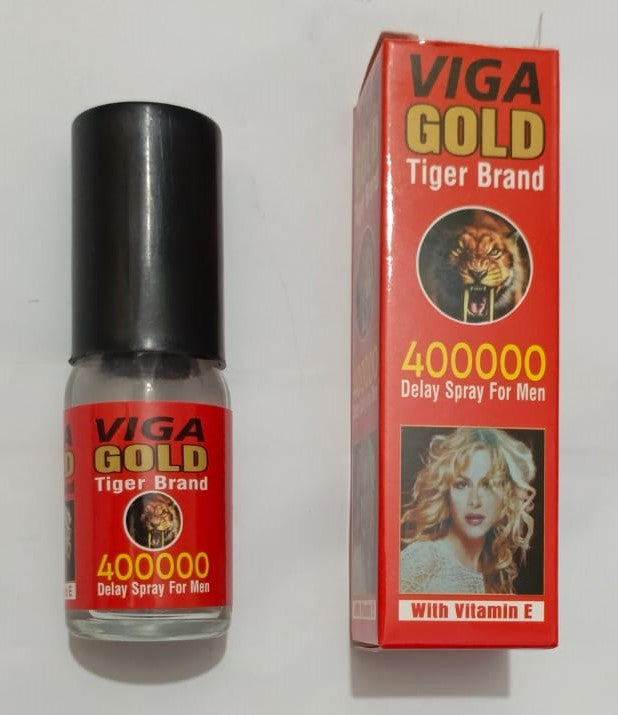 VIGA
GOLD
Tiger Brand
400000
Delay Spray For Men
VIGA
GOLD
Tiger Brand
400000
Delay Spray For Men
With Vitamin E